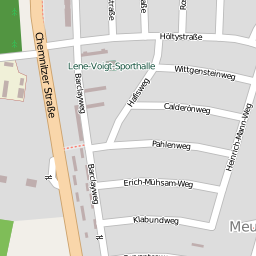 Höltystraße
Chemnitzer Straße
Lene-Voigt-Sporthalle
Wittgensteinweg
Barclayweg
Hafisweg
Calderónweg
Heinrich-Mann-Weg
Pahlenweg
Barclayweg
Erich-Mühsam-Weg
Klabundweg
Meu